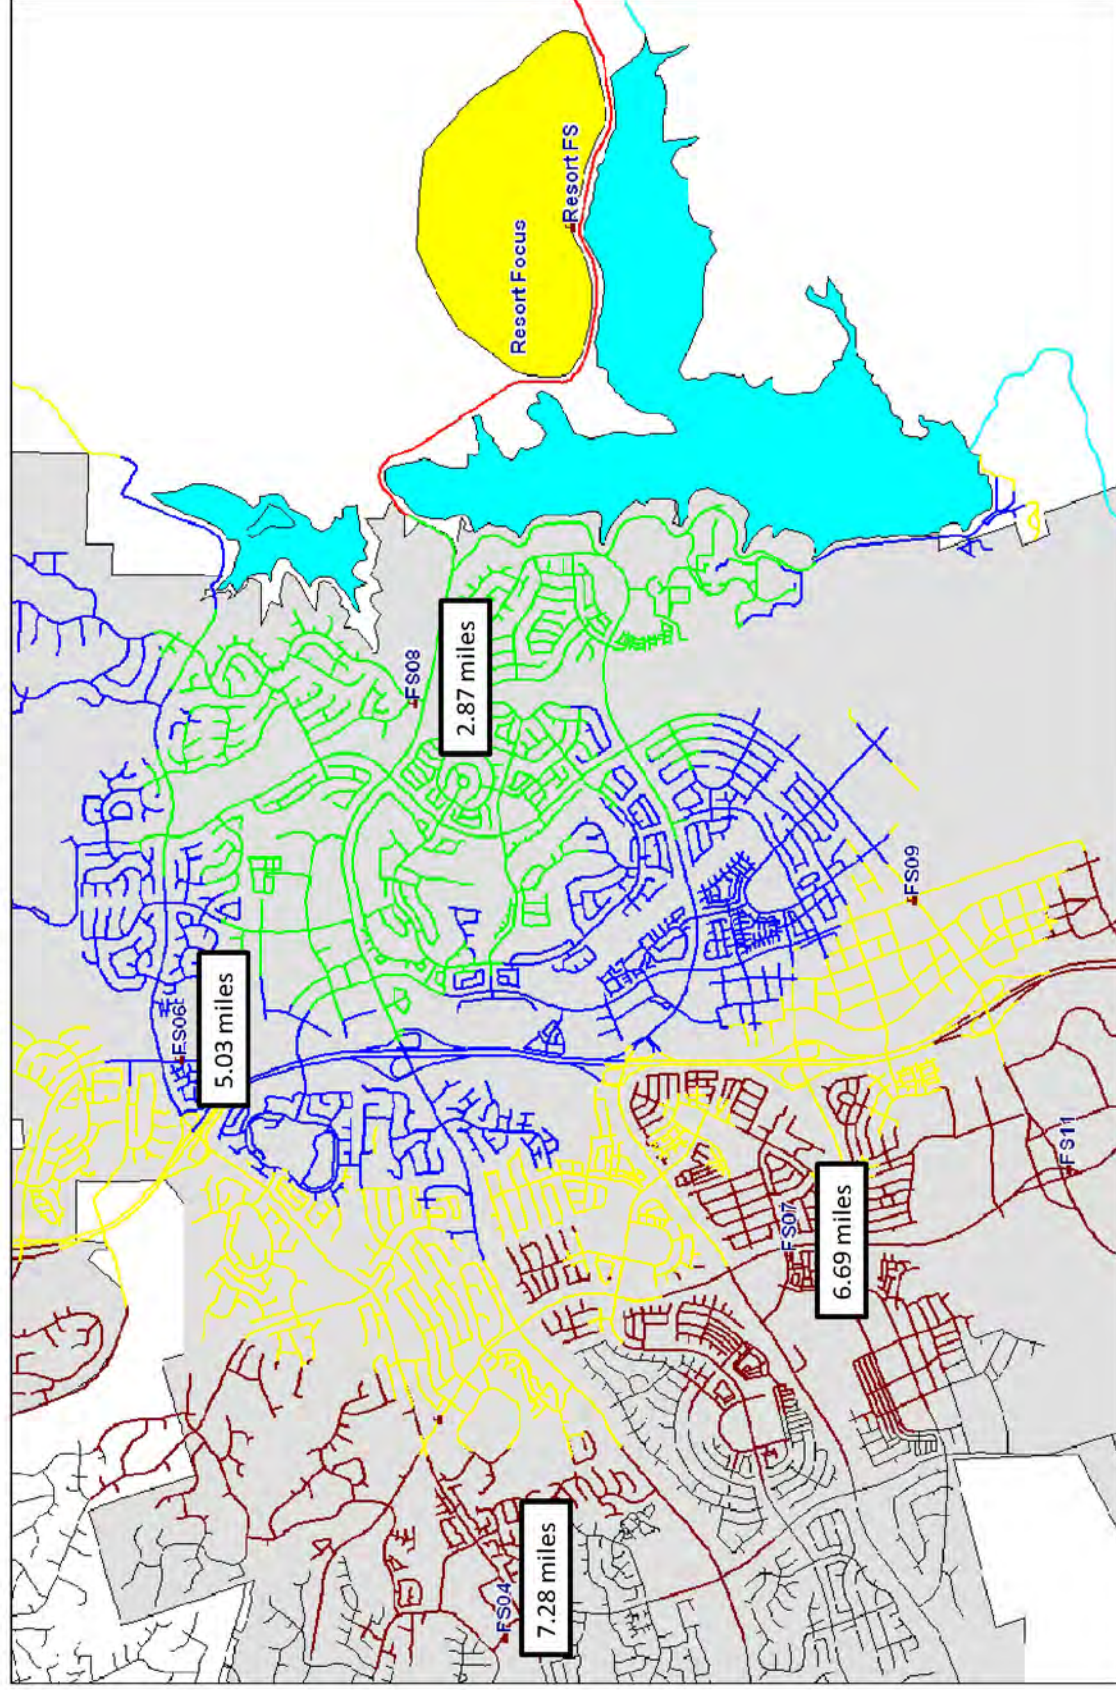 Resort Focus
Resort FS
FS08
2.87 miles
FS06
5.03 miles
FS09
FS07
6.69 miles
FS11
FS04
7.28 miles